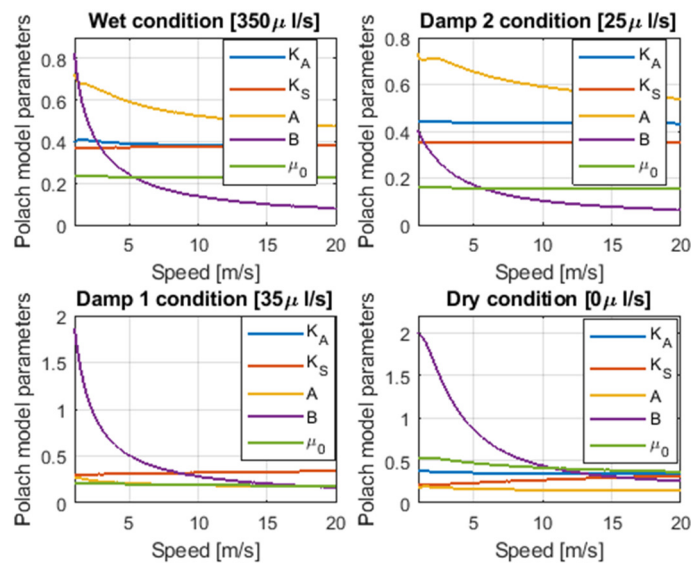 Wet condition [350μ l/s]
Polach model parameters
0.8
0.6
0.4
0.2
0
5
10
15
20
Speed [m/s]
K_A
K_S
A
B
μ_0
Damp 2 condition [25μ l/s]
Polach model parameters
0.8
0.6
0.4
0.2
0
5
10
15
20
Speed [m/s]
K_A
K_S
A
B
μ_0
Damp 1 condition [35μ l/s]
Polach model parameters
2
1.5
1
0.5
0
5
10
15
20
Speed [m/s]
K_A
K_S
A
B
μ_0
Dry condition [0μ l/s]
Polach model parameters
2
1.5
1
0.5
0
5
10
15
20
Speed [m/s]
K_A
K_S
A
B
μ_0